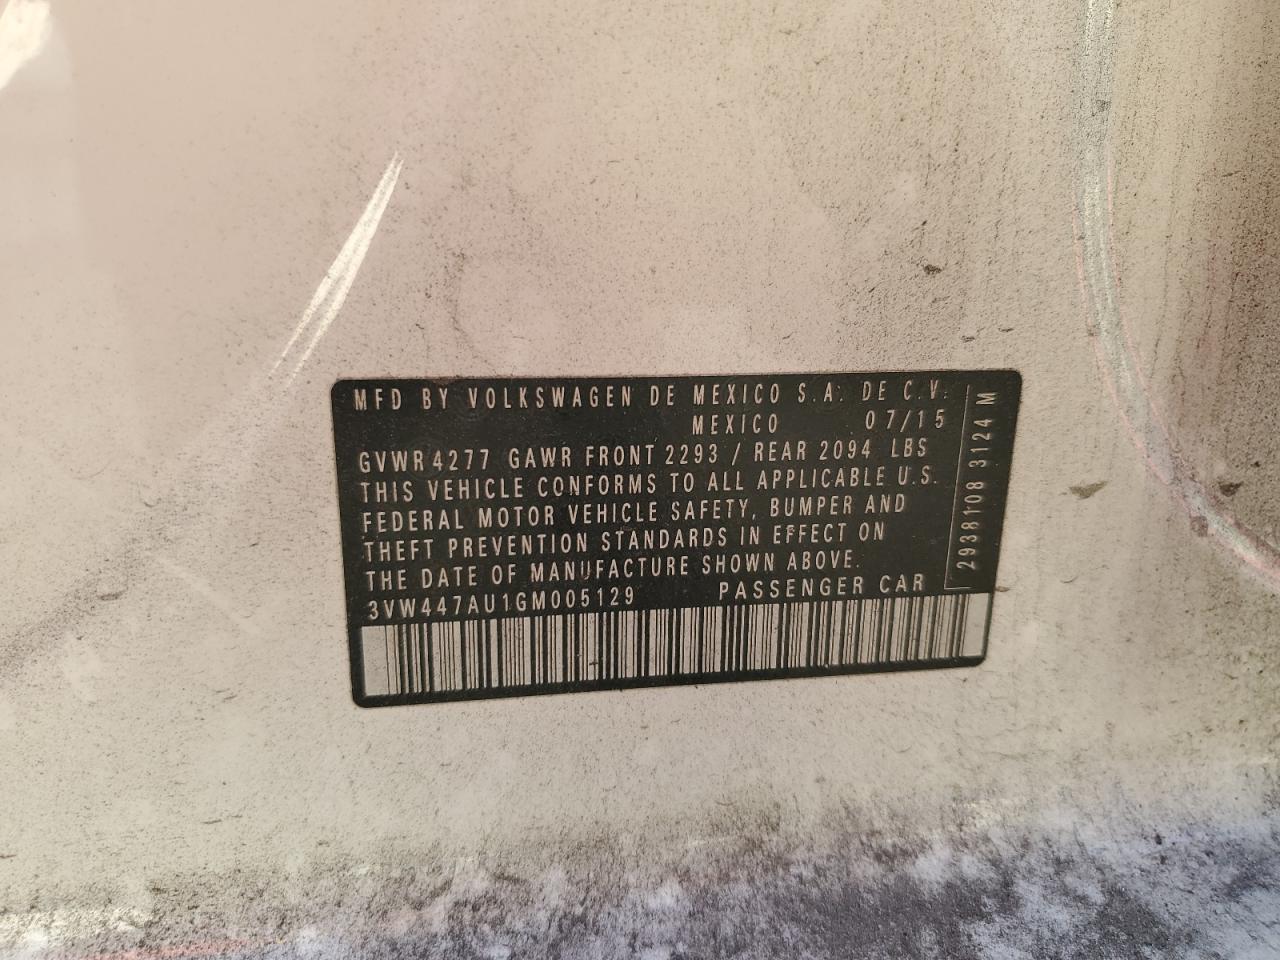 MFD BY VOLKSWAGEN DE MEXICO S.A. DE C.V.
MEXICO 07/15
GVWR 4277 GAWR FRONT 2293 / REAR 2094 LBS
THIS VEHICLE CONFORMS TO ALL APPLICABLE U.S.
FEDERAL MOTOR VEHICLE SAFETY, BUMPER AND
THEFT PREVENTION STANDARDS IN EFFECT ON
THE DATE OF MANUFACTURE SHOWN ABOVE.
3VW447AU1GM005129 PASSENGER CAR
2938108 3124 M